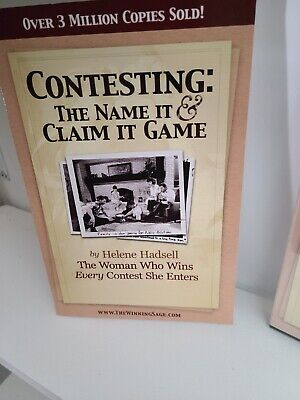 OVER 3 MILLION COPIES SOLD!
CONTESTING:
THE NAME IT &
CLAIM IT GAME
by Helene Hadsell
The Woman Who Wins
Every Contest She Enters
WWW.THEWINNINGSAGE.COM